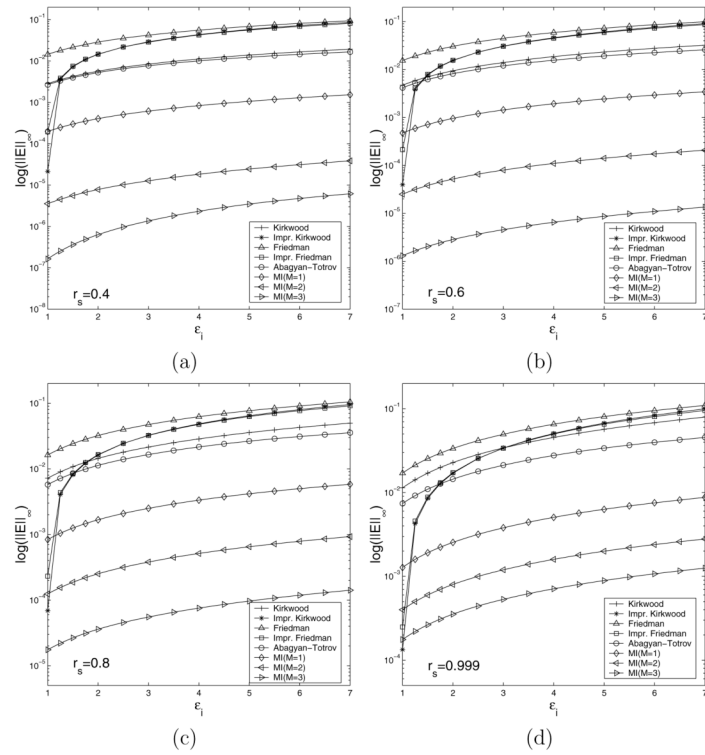 10^-1
10^-2
10^-3
10^-4
10^-5
10^-6
10^-7
10^-8
log(||E||_∞)
Kirkwood
Impr. Kirkwood
Friedman
Impr. Friedman
Abagyan-Totrov
MI(M=1)
MI(M=2)
MI(M=3)
r_s=0.4
1 2 3 4 5 6 7
ε_i
(a)
10^-1
10^-2
10^-3
10^-4
10^-5
10^-6
10^-7
log(||E||_∞)
Kirkwood
Impr. Kirkwood
Friedman
Impr. Friedman
Abagyan-Totrov
MI(M=1)
MI(M=2)
MI(M=3)
r_s=0.6
1 2 3 4 5 6 7
ε_i
(b)
10^-1
10^-2
10^-3
10^-4
10^-5
log(||E||_∞)
Kirkwood
Impr. Kirkwood
Friedman
Impr. Friedman
Abagyan-Totrov
MI(M=1)
MI(M=2)
MI(M=3)
r_s=0.8
1 2 3 4 5 6 7
ε_i
(c)
10^-1
10^-2
10^-3
10^-4
log(||E||_∞)
Kirkwood
Impr. Kirkwood
Friedman
Impr. Friedman
Abagyan-Totrov
MI(M=1)
MI(M=2)
MI(M=3)
r_s=0.999
1 2 3 4 5 6 7
ε_i
(d)